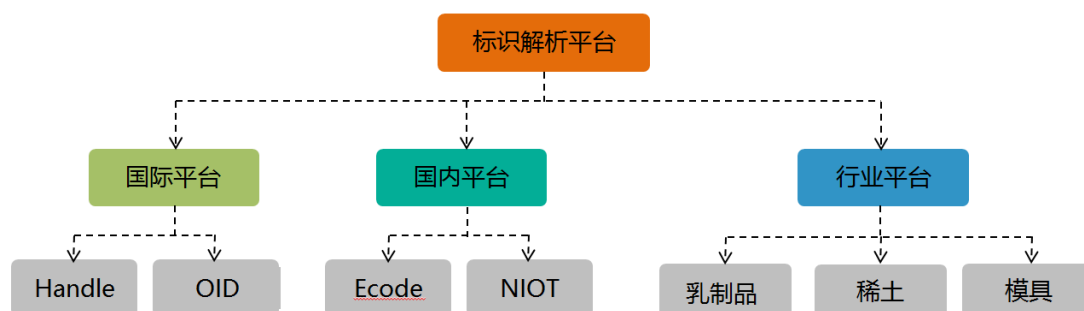 标识解析平台
国际平台
国内平台
行业平台
Handle
OID
Ecode
NIOT
乳制品
稀土
模具